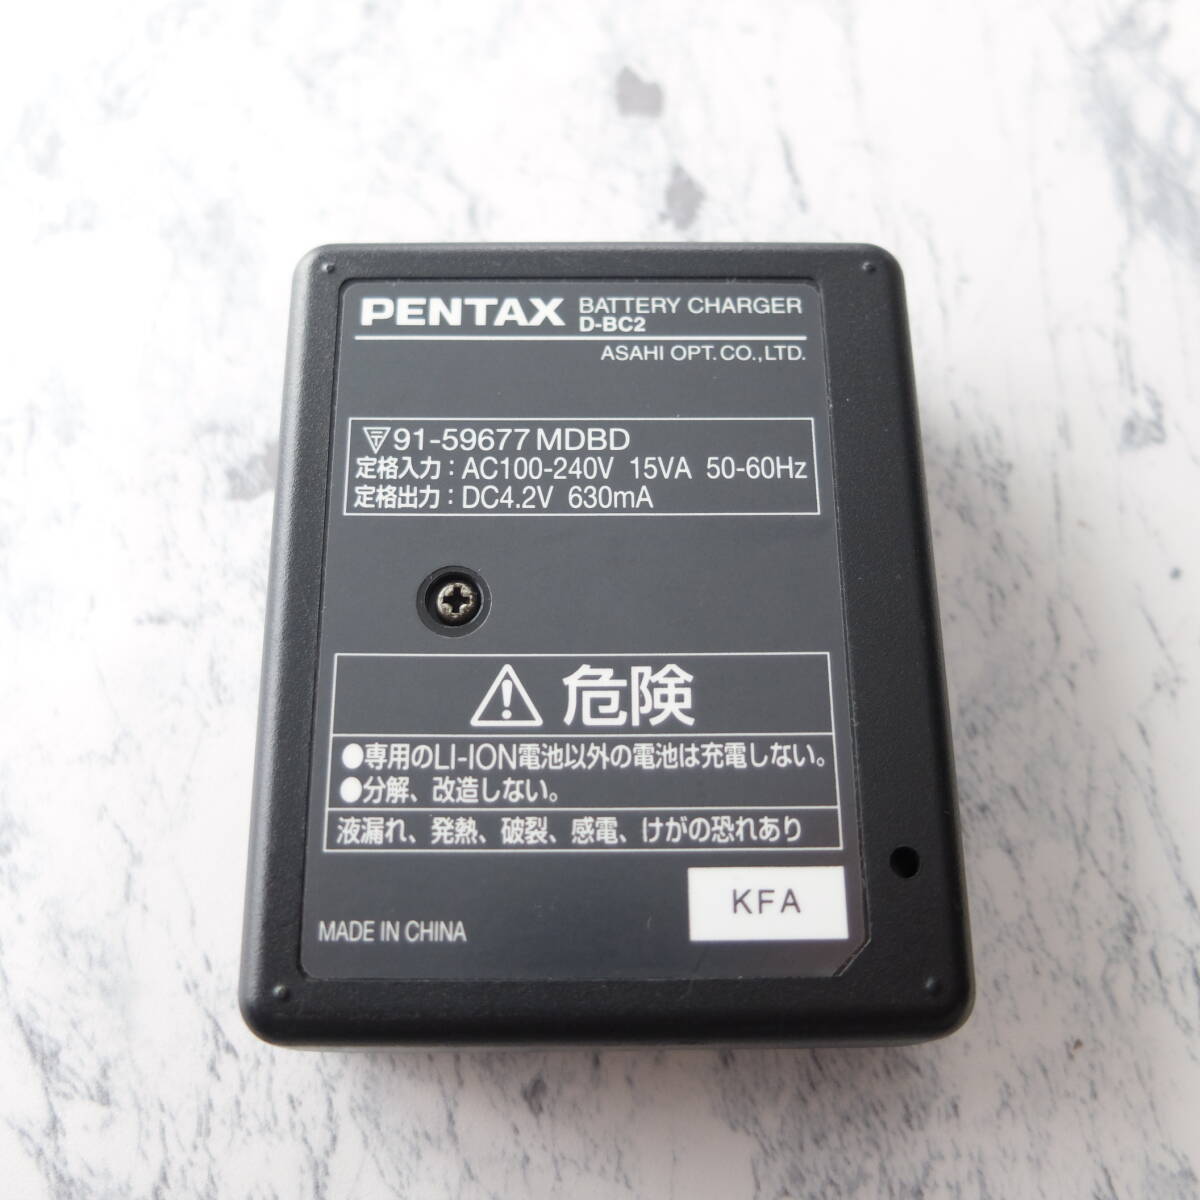 PENTAX BATTERY CHARGER
D-BC2
ASAHI OPT. CO., LTD.
91-59677 MDBD
定格入力：AC100-240V 15VA 50-60Hz
定格出力：DC4.2V 630mA
危険
●専用のLI-ION電池以外の電池は充電しない。
●分解、改造しない。
液漏れ、発熱、破裂、感電、けがの恐れあり
KFA
MADE IN CHINA